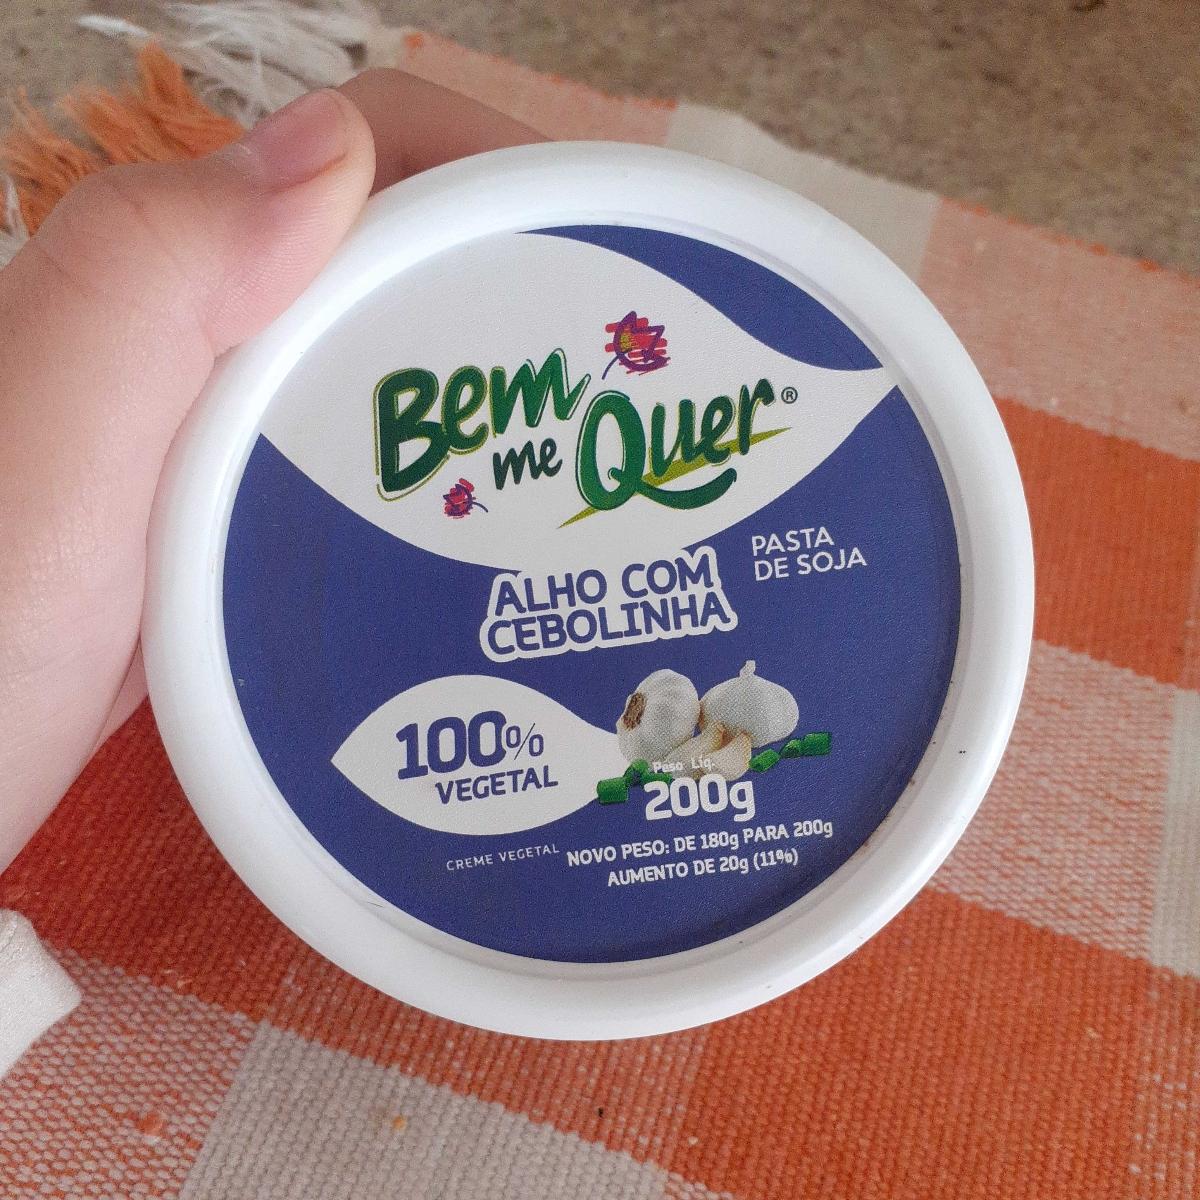 Bem
me Quer®
ALHO COM
CEBOLINHA
PASTA
DE SOJA
100%
VEGETAL
Peso Líq.
200g
CREME VEGETAL
NOVO PESO: DE 180g PARA 200g
AUMENTO DE 20g (11%)